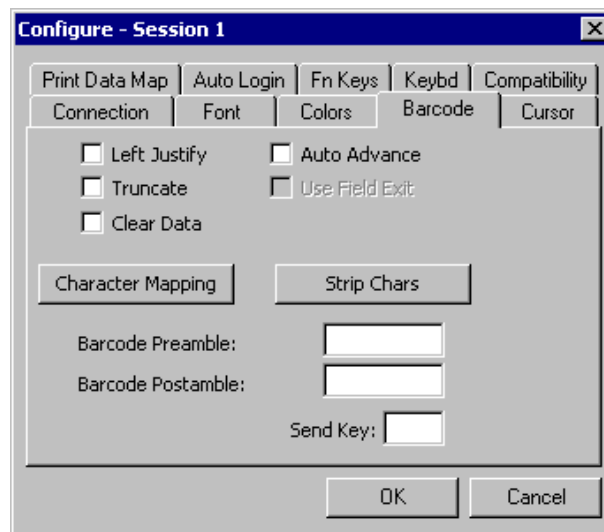 Configure - Session 1
Print Data Map Auto Login Fn Keys Keybd Compatibility
Connection Font Colors Barcode Cursor
Left Justify Auto Advance
Truncate Use Field Exit
Clear Data
Character Mapping Strip Chars
Barcode Preamble:
Barcode Postamble:
Send Key:
OK Cancel